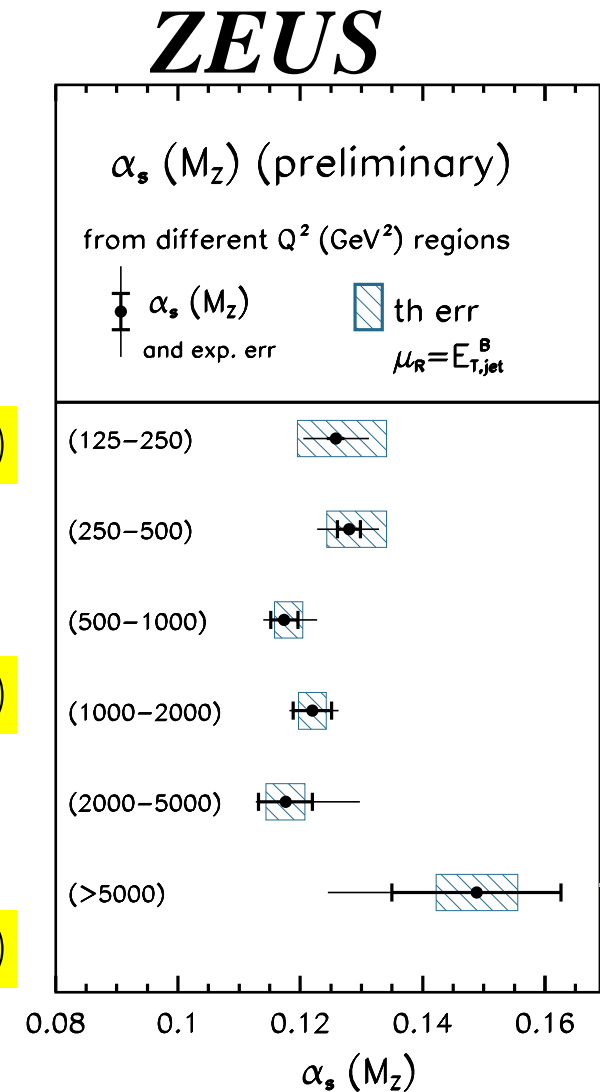 ZEUS
αs (MZ) (preliminary)
from different Q² (GeV²) regions
αs (MZ)
and exp. err
th err
μR=E^B_T,jet
(125−250)
(250−500)
(500−1000)
(1000−2000)
(2000−5000)
(>5000)
0.08 0.1 0.12 0.14 0.16
αs (MZ)